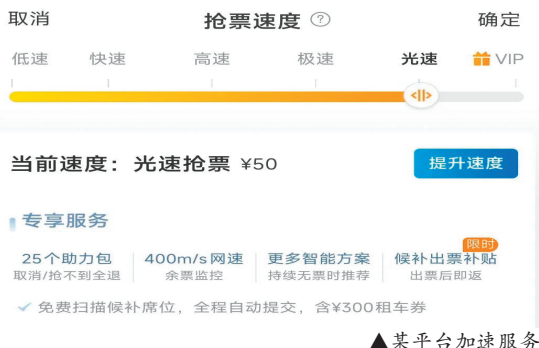 取消 抢票速度 ? 确定
低速 快速 高速 极速 光速 VIP
当前速度：光速抢票 ¥50 提升速度
专享服务
限时
25个助力包 400m/s网速 更多智能方案 候补出票补贴
取消/抢不到全退 余票监控 持续无票时推荐 出票后即返
免费扫描候补席位，全程自动提交，含¥300租车券
▲某平台加速服务